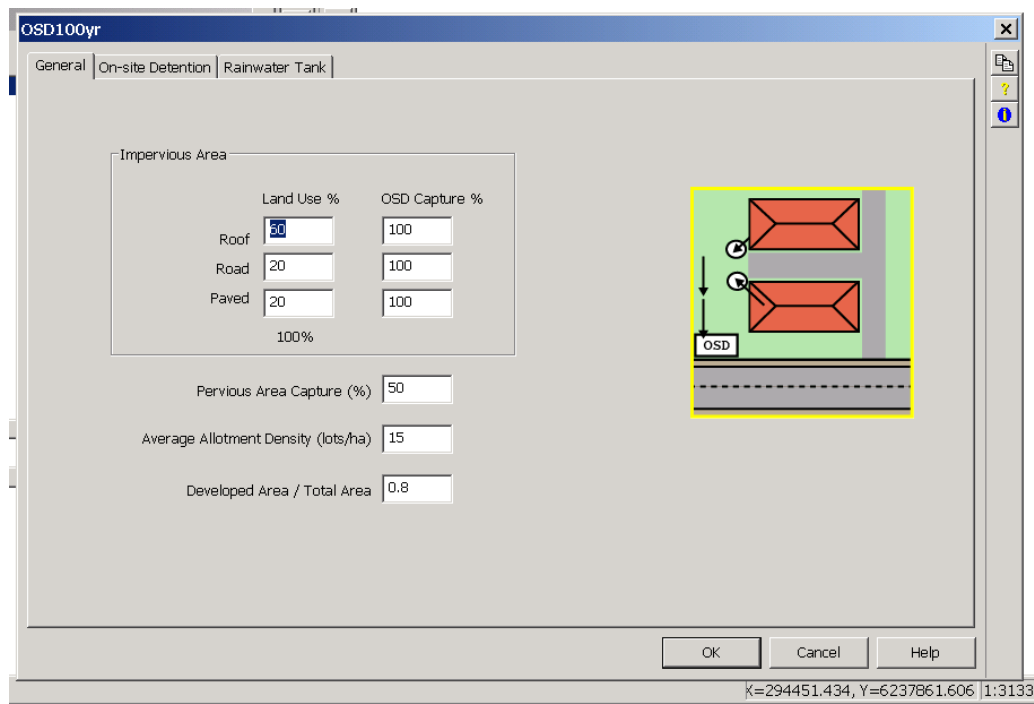 OSD100yr
General On-site Detention Rainwater Tank
Impervious Area
Land Use % OSD Capture %
Roof 60 100
Road 20 100
Paved 20 100
100%
OSD
Pervious Area Capture (%) 50
Average Allotment Density (lots/ha) 15
Developed Area / Total Area 0.8
OK Cancel Help
X=294451.434, Y=6237861.606 1:3133